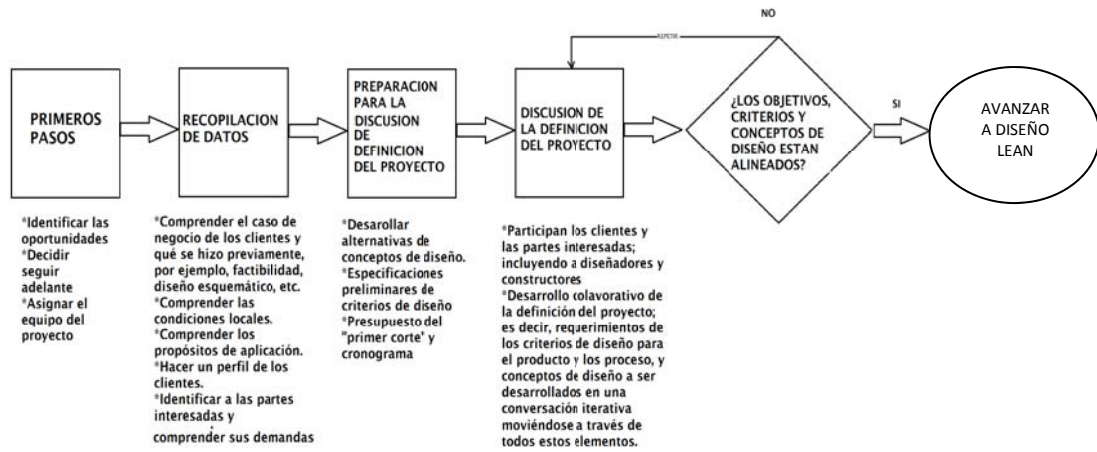 NO
REPETIR
PRIMEROS
PASOS
RECOPILACION
DE DATOS
PREPARACION
PARA LA
DISCUSION
DE
DEFINICION
DEL PROYECTO
DISCUSION DE
LA DEFINICION
DEL PROYECTO
¿LOS OBJETIVOS,
CRITERIOS Y
CONCEPTOS DE
DISEÑO ESTAN
ALINEADOS?
SI
AVANZAR
A DISEÑO
LEAN
*Identificar las
oportunidades
*Decidir
seguir
adelante
*Asignar el
equipo del
proyecto
*Comprender el caso de
negocio de los clientes y
qué se hizo previamente,
por ejemplo, factibilidad,
diseño esquemático, etc.
*Comprender las
condiciones locales.
*Comprender los
propósitos de aplicación.
*Hacer un perfil de los
clientes.
*Identificar a las partes
interesadas y
comprender sus demandas
*Desarollar
alternativas de
conceptos de diseño.
*Especificaciones
preliminares de
criterios de diseño
*Presupuesto del
"primer corte' y
cronograma
*Participan los clientes y
las partes interesadas;
incluyendo a diseñadores y
constructores
*Desarrollo colavorativo de
la definición del proyecto;
es decir, requerimientos de
los criterios de diseño para
el producto y los proceso, y
conceptos de diseño a ser
desarrollados en una
conversación iterativa
moviéndose a través de
todos estos elementos.